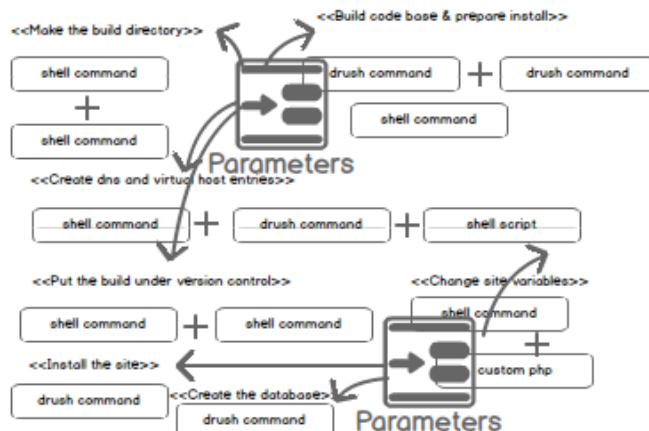 <<Build code base & prepare install>>
<<Make the build directory>>
shell command
drush command + drush command
+
shell command
shell command
Parameters
<<Create dns and virtual host entries>>
shell command + drush command + shell script
<<Put the build under version control>>
<<Change site variables>>
shell command
shell command + shell command
+
<<Install the site>>
custom php
<<Create the database>>
drush command
drush command
Parameters